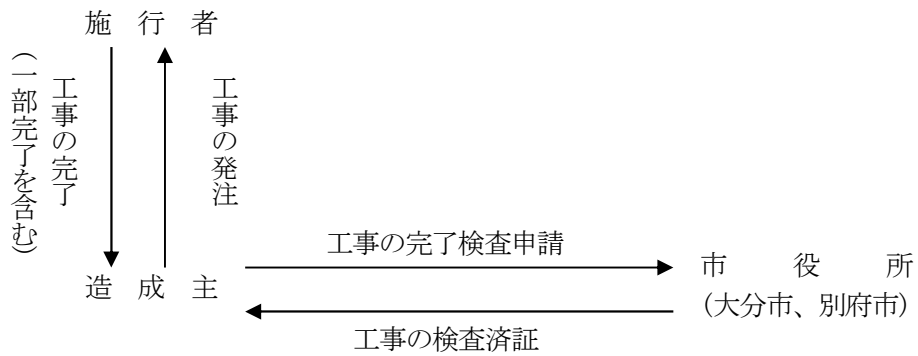 施行者
(一部完了を含む)
工事の完了
工事の発注
工事の完了検査申請
造成主
市役所
(大分市、別府市)
工事の検査済証